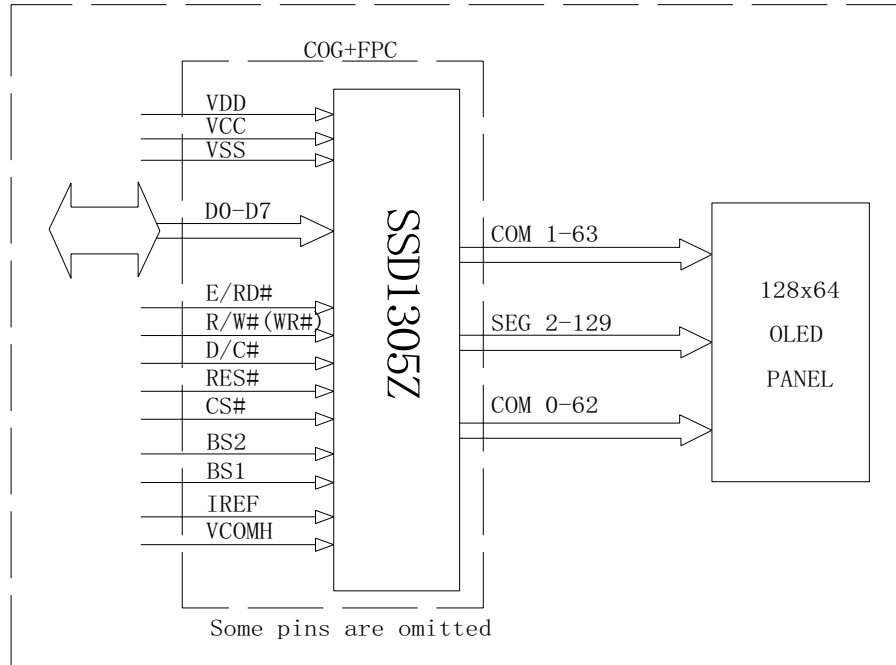 COG+FPC
VDD
VCC
VSS
D0-D7
E/RD#
R/W#(WR#)
D/C#
RES#
CS#
BS2
BS1
IREF
VCOMH
SSD1305Z
COM 1-63
SEG 2-129
COM 0-62
128x64
OLED
PANEL
Some pins are omitted